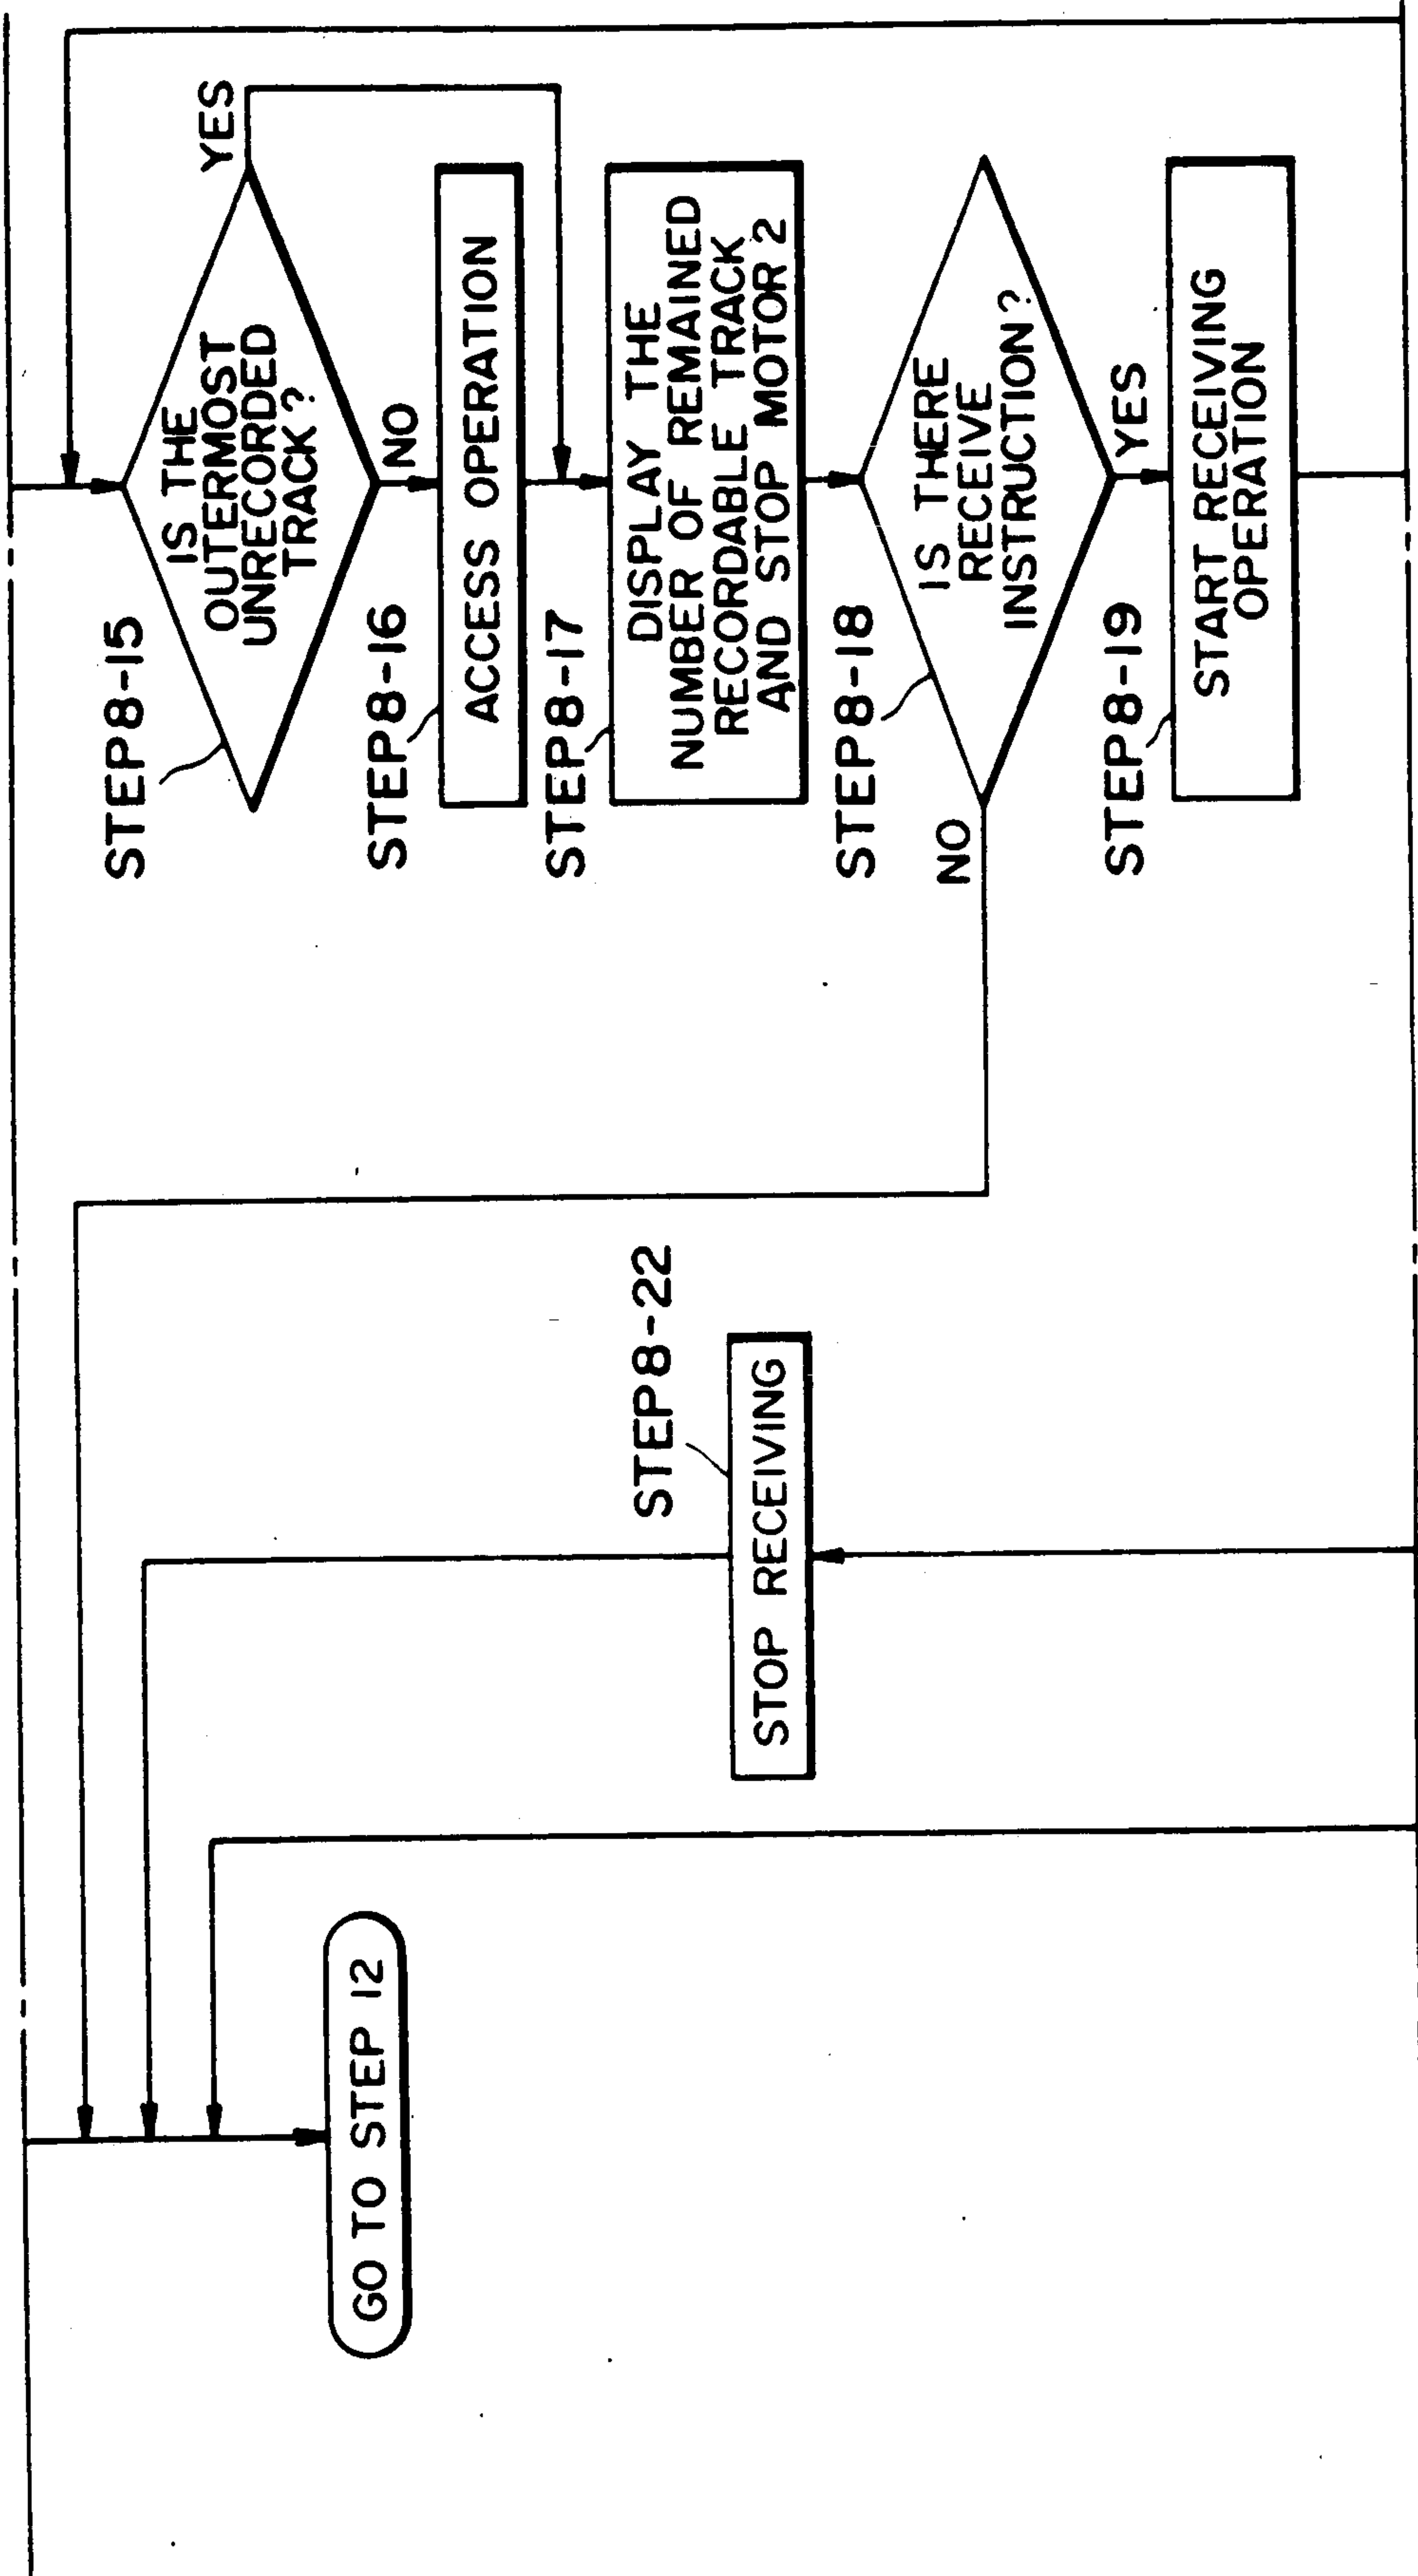 STEP8-15
IS THE
OUTERMOST
UNRECORDED
TRACK?
YES
NO
STEP8-16
ACCESS OPERATION
STEP8-17
DISPLAY THE
NUMBER OF REMAINED
RECORDABLE TRACK
AND STOP MOTOR 2
STEP8-18
IS THERE
RECEIVE
INSTRUCTION?
NO
YES
STEP8-19
START RECEIVING
OPERATION
STEP8-22
STOP RECEIVING
GO TO STEP 12